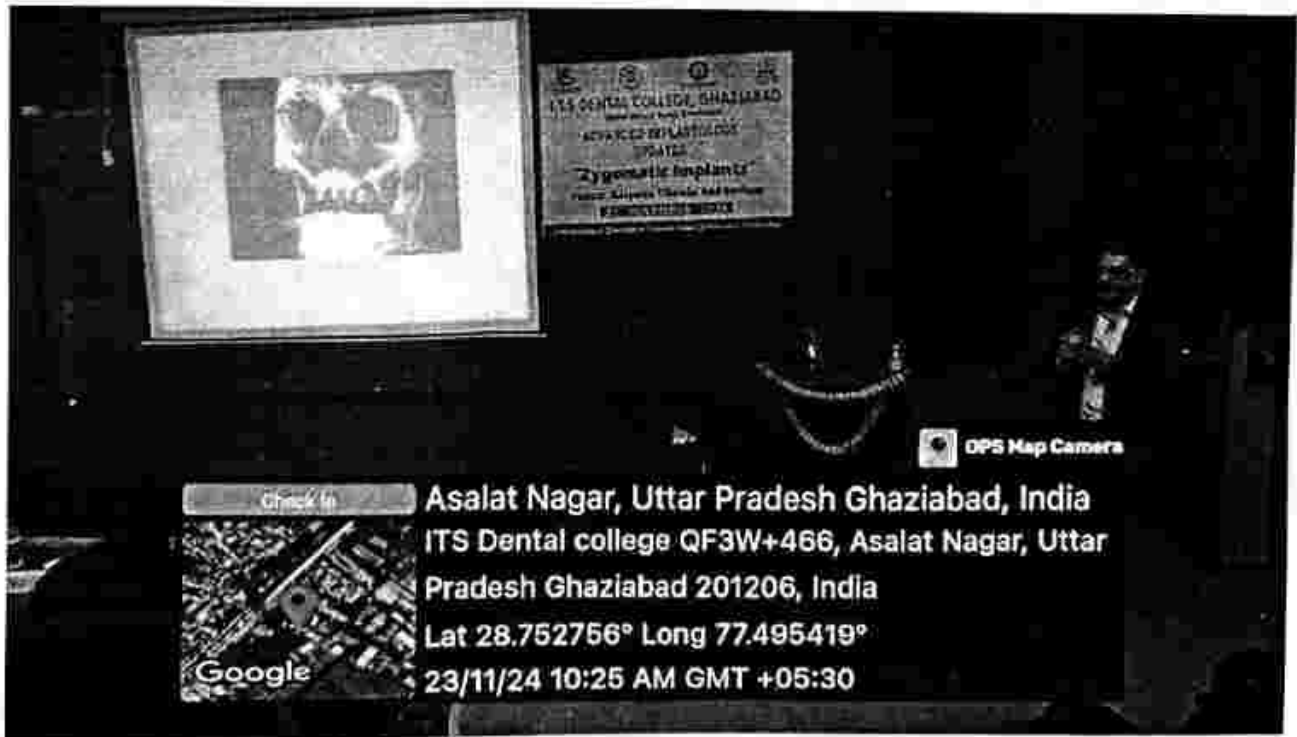 I.T.S DENTAL COLLEGE, GHAZIABAD
"Zygomatic Implants"
GPS Map Camera
Check In
Asalat Nagar, Uttar Pradesh Ghaziabad, India
ITS Dental college QF3W+466, Asalat Nagar, Uttar
Pradesh Ghaziabad 201206, India
Lat 28.752756° Long 77.495419°
23/11/24 10:25 AM GMT +05:30
Google